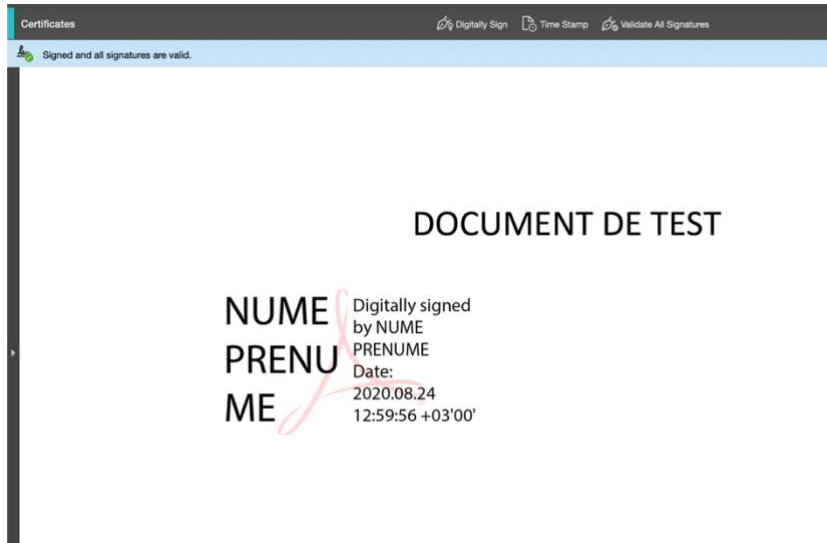 Certificates
Digitally Sign
Time Stamp
Validate All Signatures
Signed and all signatures are valid.
DOCUMENT DE TEST
NUME
PRENU
ME
Digitally signed
by NUME
PRENUME
Date:
2020.08.24
12:59:56 +03'00'